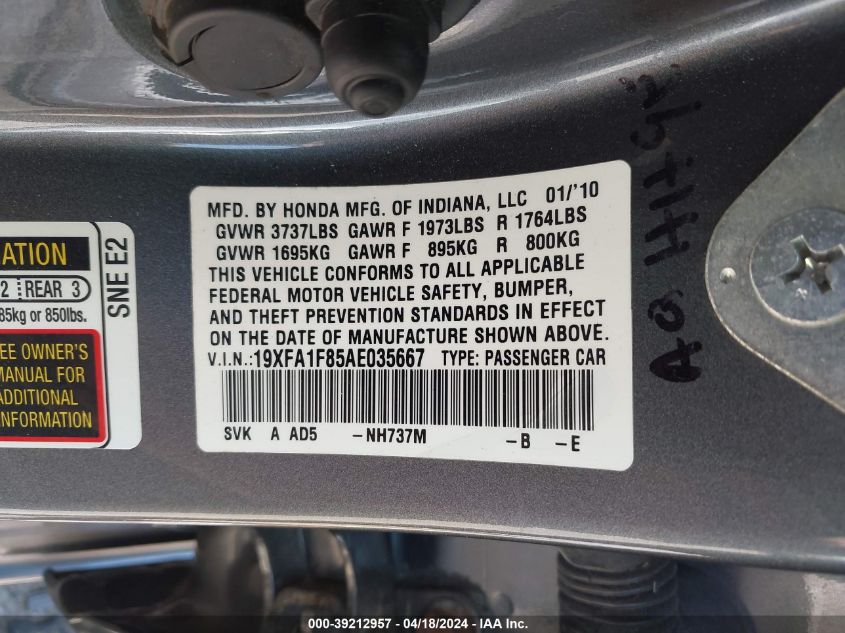 MFD. BY HONDA MFG. OF INDIANA, LLC 01/'10
GVWR 3737LBS GAWR F 1973LBS R 1764LBS
GVWR 1695KG GAWR F 895KG R 800KG
THIS VEHICLE CONFORMS TO ALL APPLICABLE
FEDERAL MOTOR VEHICLE SAFETY, BUMPER,
AND THEFT PREVENTION STANDARDS IN EFFECT
ON THE DATE OF MANUFACTURE SHOWN ABOVE.
V.I.N.:19XFA1F85AE035667 TYPE: PASSENGER CAR
SVK A AD5 -NH737M -B -E
ATION
2 REAR 3
85kg or 850lbs.
EE OWNER'S
MANUAL FOR
ADDITIONAL
INFORMATION
SNE E2
000-39212957 / 04/18/2024 - IAA Inc.